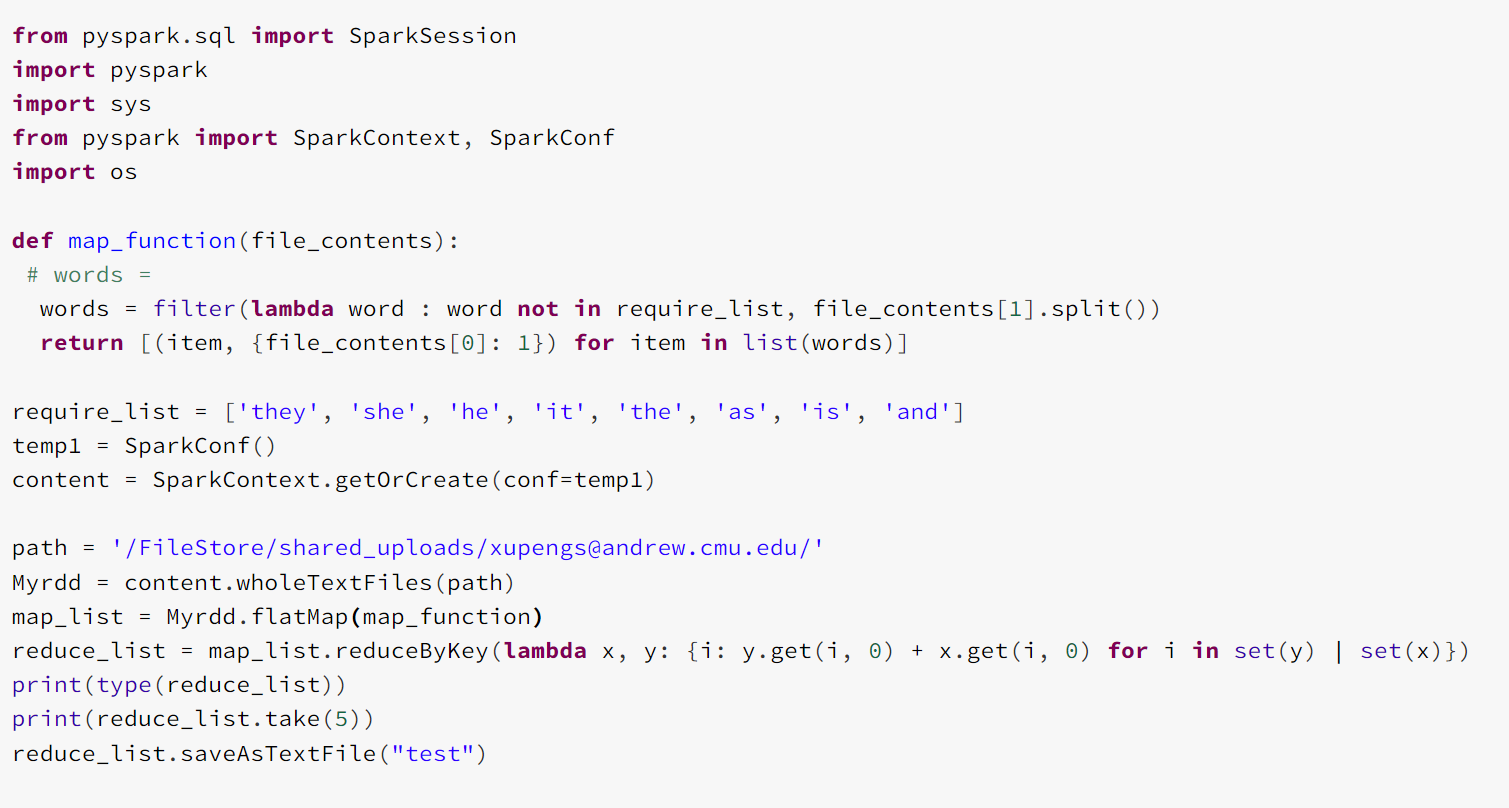 from pyspark.sql import SparkSession
import pyspark
import sys
from pyspark import SparkContext, SparkConf
import os

def map_function(file_contents):
 # words =
  words = filter(lambda word : word not in require_list, file_contents[1].split())
  return [(item, {file_contents[0]: 1}) for item in list(words)]

require_list = ['they', 'she', 'he', 'it', 'the', 'as', 'is', 'and']
temp1 = SparkConf()
content = SparkContext.getOrCreate(conf=temp1)

path = '/FileStore/shared_uploads/xupengs@andrew.cmu.edu/'
Myrdd = content.wholeTextFiles(path)
map_list = Myrdd.flatMap(map_function)
reduce_list = map_list.reduceByKey(lambda x, y: {i: y.get(i, 0) + x.get(i, 0) for i in set(y) | set(x)})
print(type(reduce_list))
print(reduce_list.take(5))
reduce_list.saveAsTextFile("test")